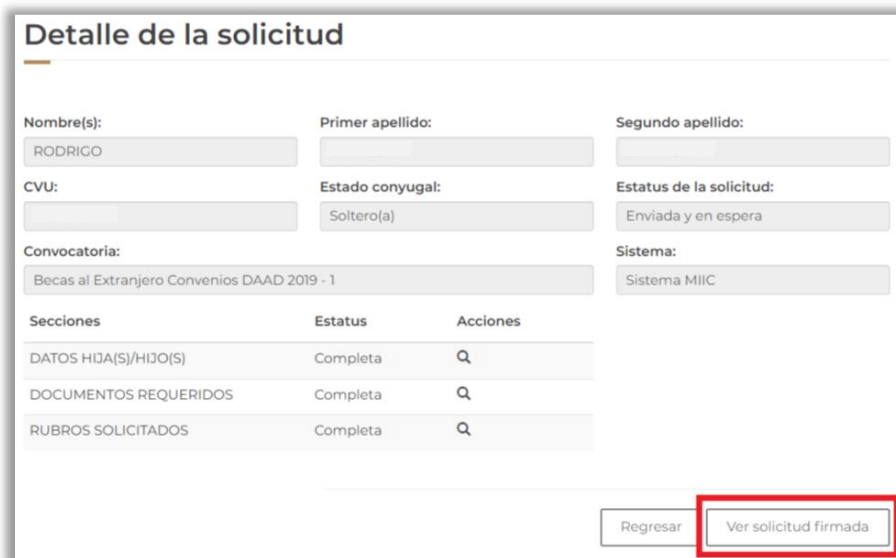 Detalle de la solicitud
Nombre(s): Primer apellido: Segundo apellido:
RODRIGO
CVU: Estado conyugal: Estatus de la solicitud:
Soltero(a) Enviada y en espera
Convocatoria: Sistema:
Becas al Extranjero Convenios DAAD 2019 - 1 Sistema MIIC
Secciones Estatus Acciones
DATOS HIJA(S)/HIJO(S) Completa
DOCUMENTOS REQUERIDOS Completa
RUBROS SOLICITADOS Completa
Regresar Ver solicitud firmada